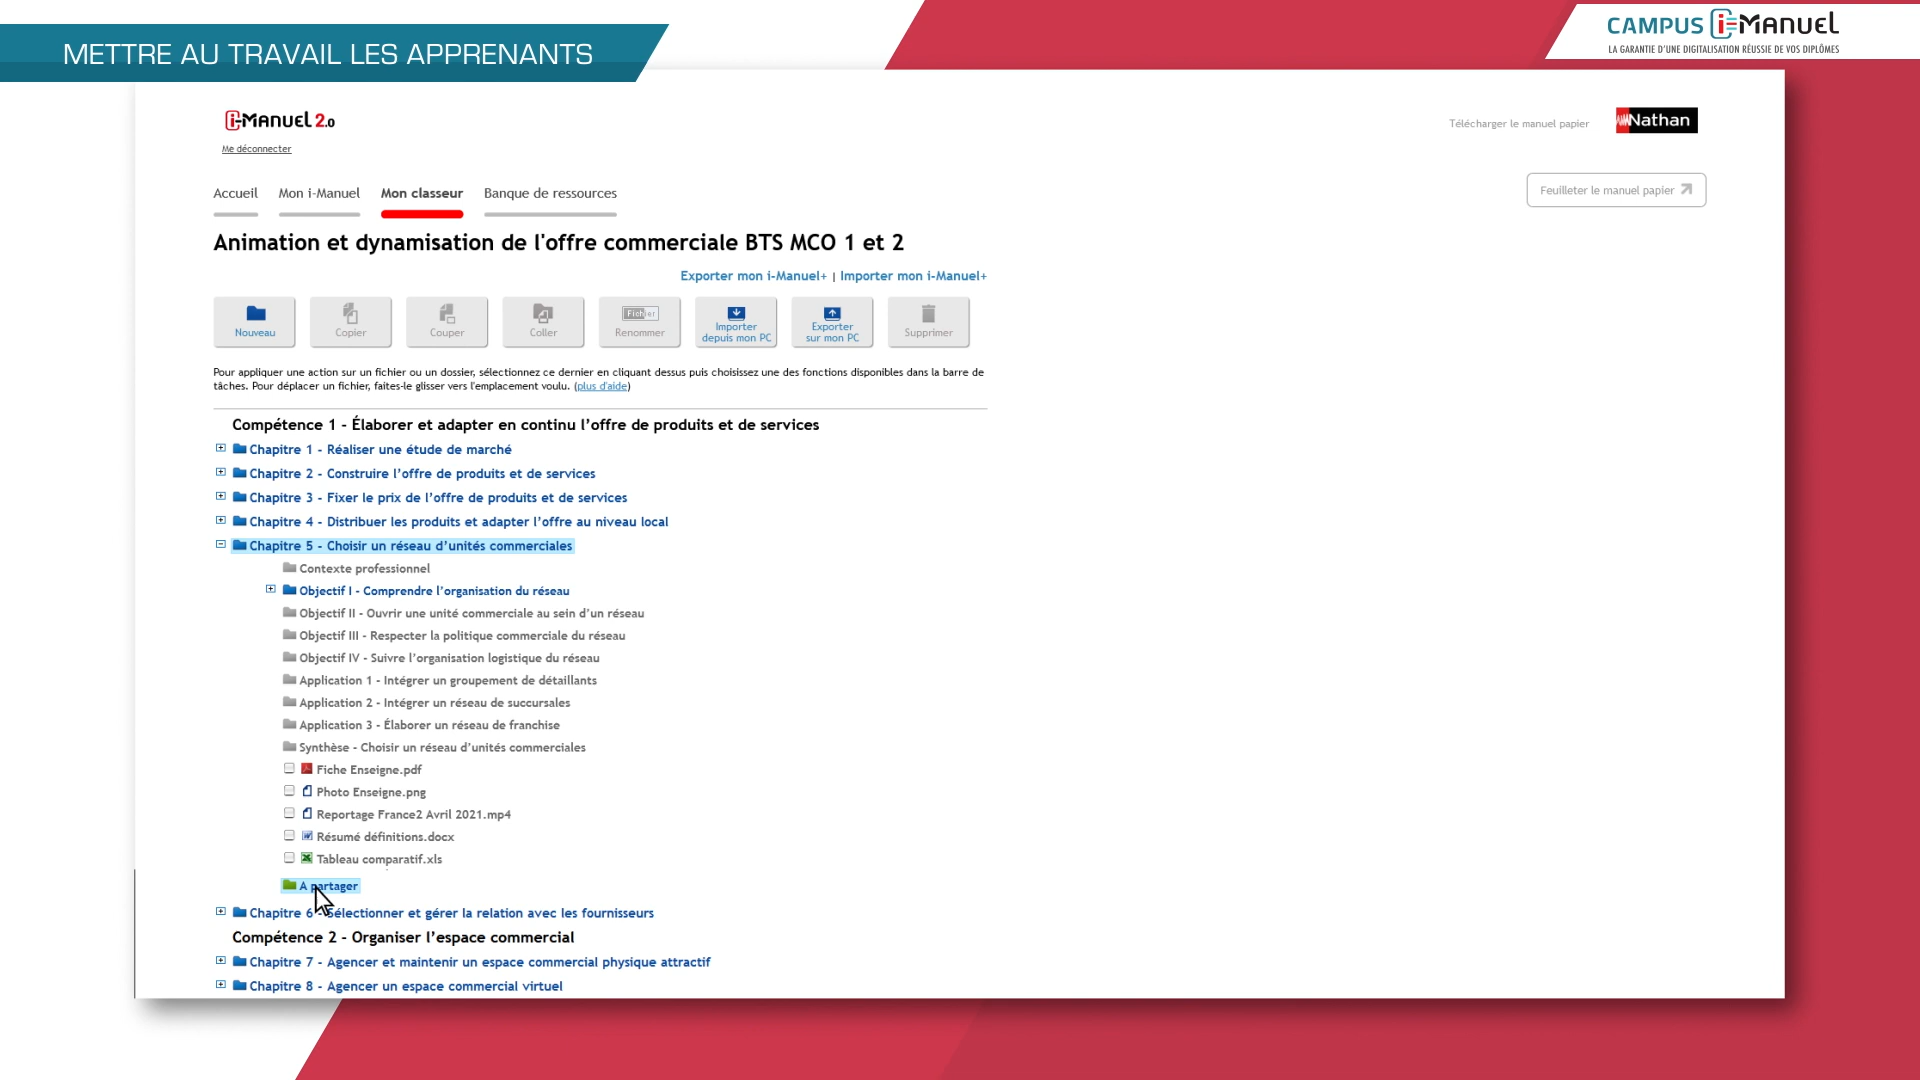 METTRE AU TRAVAIL LES APPRENANTS
CAMPUS i-MANUEL
LA GARANTIE D'UNE DIGITALISATION RÉUSSIE DE VOS DIPLÔMES
i-MANUEL 2.0
Télécharger le manuel papier
Nathan
Me déconnecter
Accueil Mon i-Manuel Mon classeur Banque de ressources
Feuilleter le manuel papier
Animation et dynamisation de l'offre commerciale BTS MCO 1 et 2
Exporter mon i-Manuel+ | Importer mon i-Manuel+
Fichier
Nouveau Copier Couper Coller Renommer Importer depuis mon PC Exporter sur mon PC Supprimer
Pour appliquer une action sur un fichier ou un dossier, sélectionnez ce dernier en cliquant dessus puis choisissez une des fonctions disponibles dans la barre de
tâches. Pour déplacer un fichier, faites-le glisser vers l'emplacement voulu. (plus d'aide)
Compétence 1 - Élaborer et adapter en continu l'offre de produits et de services
Chapitre 1 - Réaliser une étude de marché
Chapitre 2 - Construire l'offre de produits et de services
Chapitre 3 - Fixer le prix de l'offre de produits et de services
Chapitre 4 - Distribuer les produits et adapter l'offre au niveau local
Chapitre 5 - Choisir un réseau d'unités commerciales
Contexte professionnel
Objectif I - Comprendre l'organisation du réseau
Objectif II - Ouvrir une unité commerciale au sein d'un réseau
Objectif III - Respecter la politique commerciale du réseau
Objectif IV - Suivre l'organisation logistique du réseau
Application 1 - Intégrer un groupement de détaillants
Application 2 - Intégrer un réseau de succursales
Application 3 - Élaborer un réseau de franchise
Synthèse - Choisir un réseau d'unités commerciales
Fiche Enseigne.pdf
Photo Enseigne.png
Reportage France2 Avril 2021.mp4
Résumé définitions.docx
Tableau comparatif.xls
A partager
Chapitre 6 - Sélectionner et gérer la relation avec les fournisseurs
Compétence 2 - Organiser l'espace commercial
Chapitre 7 - Agencer et maintenir un espace commercial physique attractif
Chapitre 8 - Agencer un espace commercial virtuel